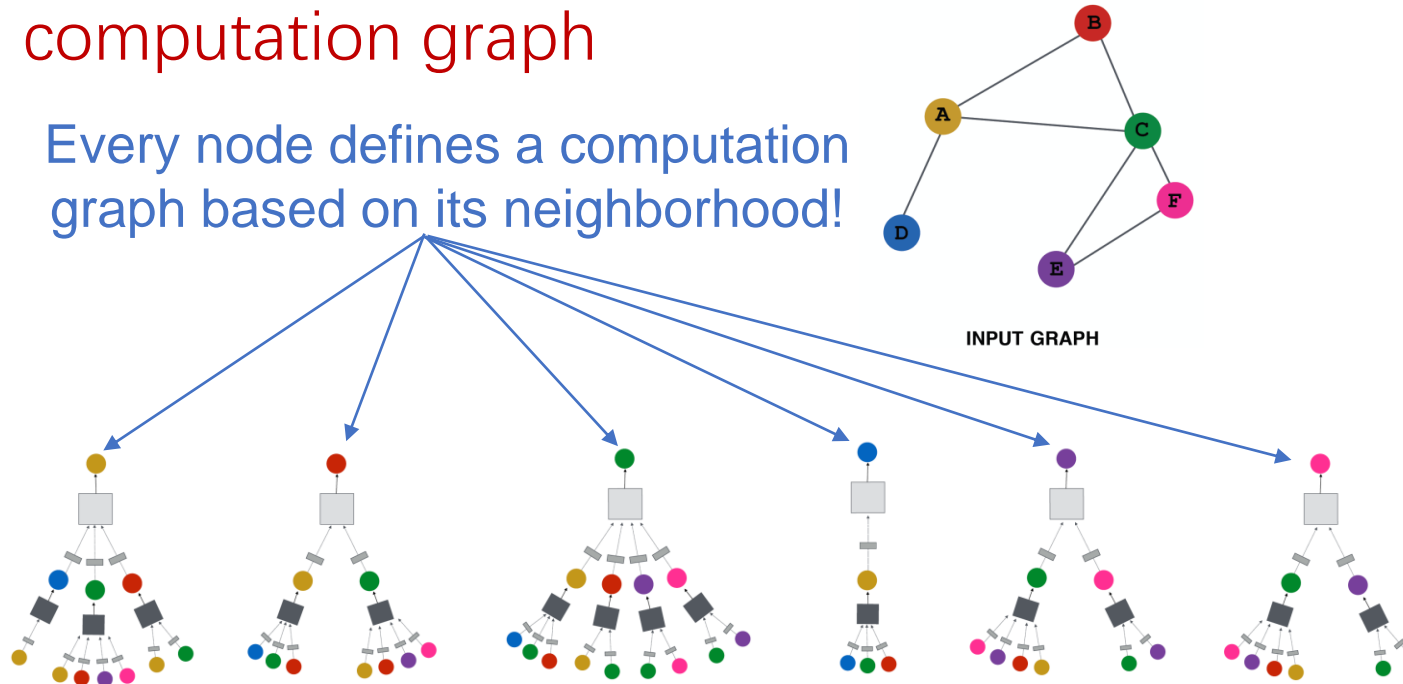 computation graph
Every node defines a computation
graph based on its neighborhood!
B
A
C
F
D
E
INPUT GRAPH